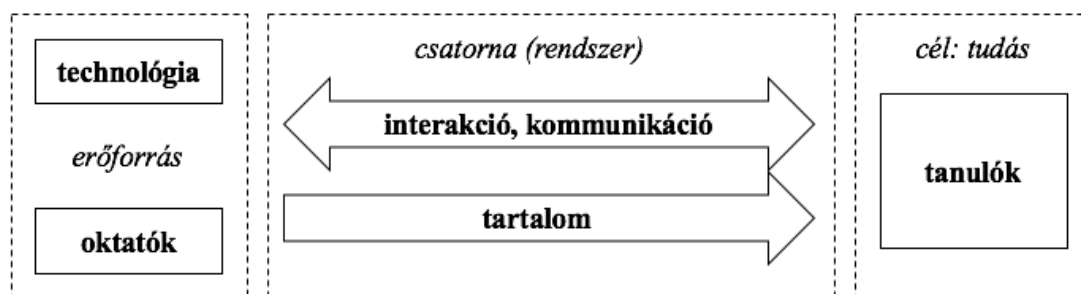 technológia
erőforrás
oktatók
csatorna (rendszer)
interakció, kommunikáció
tartalom
cél: tudás
tanulók